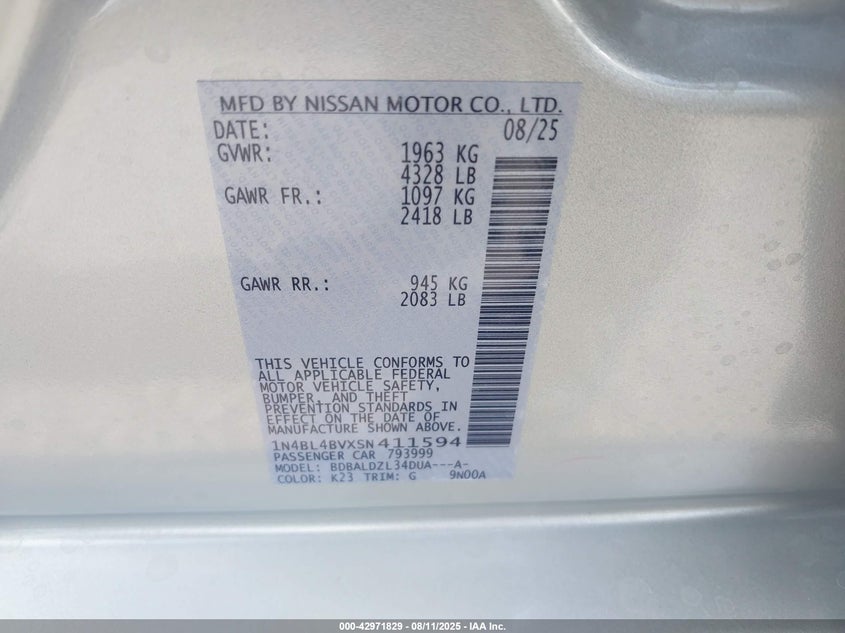 MFD BY NISSAN MOTOR CO., LTD.
DATE: 08/25
GVWR: 1963 KG
4328 LB
GAWR FR.: 1097 KG
2418 LB
GAWR RR.: 945 KG
2083 LB
THIS VEHICLE CONFORMS TO
ALL APPLICABLE FEDERAL
MOTOR VEHICLE SAFETY,
BUMPER, AND THEFT
PREVENTION STANDARDS IN
EFFECT ON THE DATE OF
MANUFACTURE SHOWN ABOVE.
1N4BL4BVXSN411594
PASSENGER CAR 793999
MODEL: BDBALDZL34DUA---A-
COLOR: K23 TRIM: G 9N00A
000-42971829 - 08/11/2025 - IAA Inc.